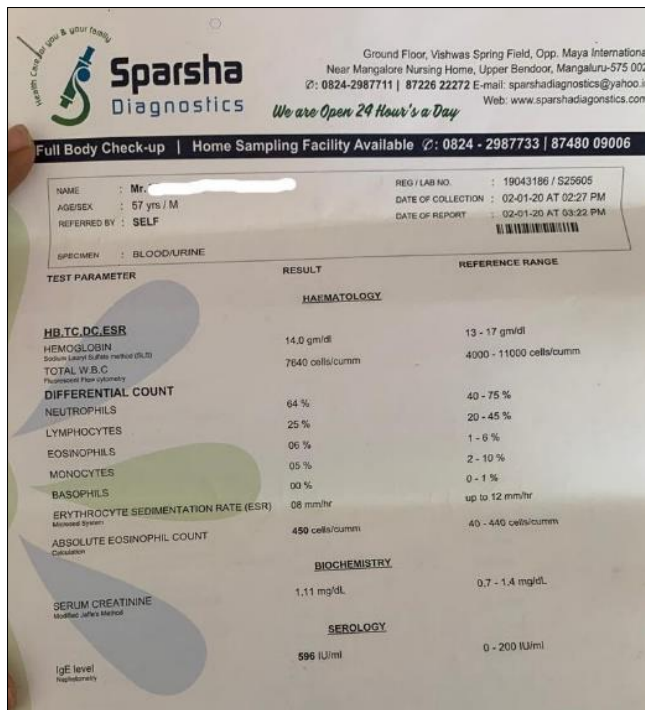 Health Care for you & your family
Sparsha
Diagnostics
Ground Floor, Vishwas Spring Field, Opp. Maya Internationa
Near Mangalore Nursing Home, Upper Bendoor, Mangaluru-575 002
✆: 0824-2987711 | 87226 22272 E-mail: sparshadiagnostics@yahoo.i
Web: www.sparshadiagonstics.com
We are Open 24 Hour's a Day
Full Body Check-up | Home Sampling Facility Available ✆: 0824 - 2987733 | 87480 09006
NAME : Mr.
AGE/SEX : 57 yrs / M
REFERRED BY : SELF
SPECIMEN : BLOOD/URINE
REG / LAB NO. : 19043186 / S25605
DATE OF COLLECTION : 02-01-20 AT 02:27 PM
DATE OF REPORT : 02-01-20 AT 03:22 PM
TEST PARAMETER RESULT REFERENCE RANGE
HAEMATOLOGY
HB,TC,DC,ESR
HEMOGLOBIN 14.0 gm/dl 13 - 17 gm/dl
Sodium Lauryl Sulfate method (SLS)
TOTAL W.B.C 7640 cells/cumm 4000 - 11000 cells/cumm
Fluorescent Flow cytometry
DIFFERENTIAL COUNT
NEUTROPHILS 64 % 40 - 75 %
LYMPHOCYTES 25 % 20 - 45 %
EOSINOPHILS 06 % 1 - 6 %
MONOCYTES 05 % 2 - 10 %
BASOPHILS 00 % 0 - 1 %
ERYTHROCYTE SEDIMENTATION RATE (ESR) 08 mm/hr up to 12 mm/hr
System
ABSOLUTE EOSINOPHIL COUNT 450 cells/cumm 40 - 440 cells/cumm
Calculation
BIOCHEMISTRY
SERUM CREATININE 1.11 mg/dL 0.7 - 1.4 mg/dL
Modified Jaffe's Method
SEROLOGY
IgE level 596 IU/ml 0 - 200 IU/ml
Nephelometry